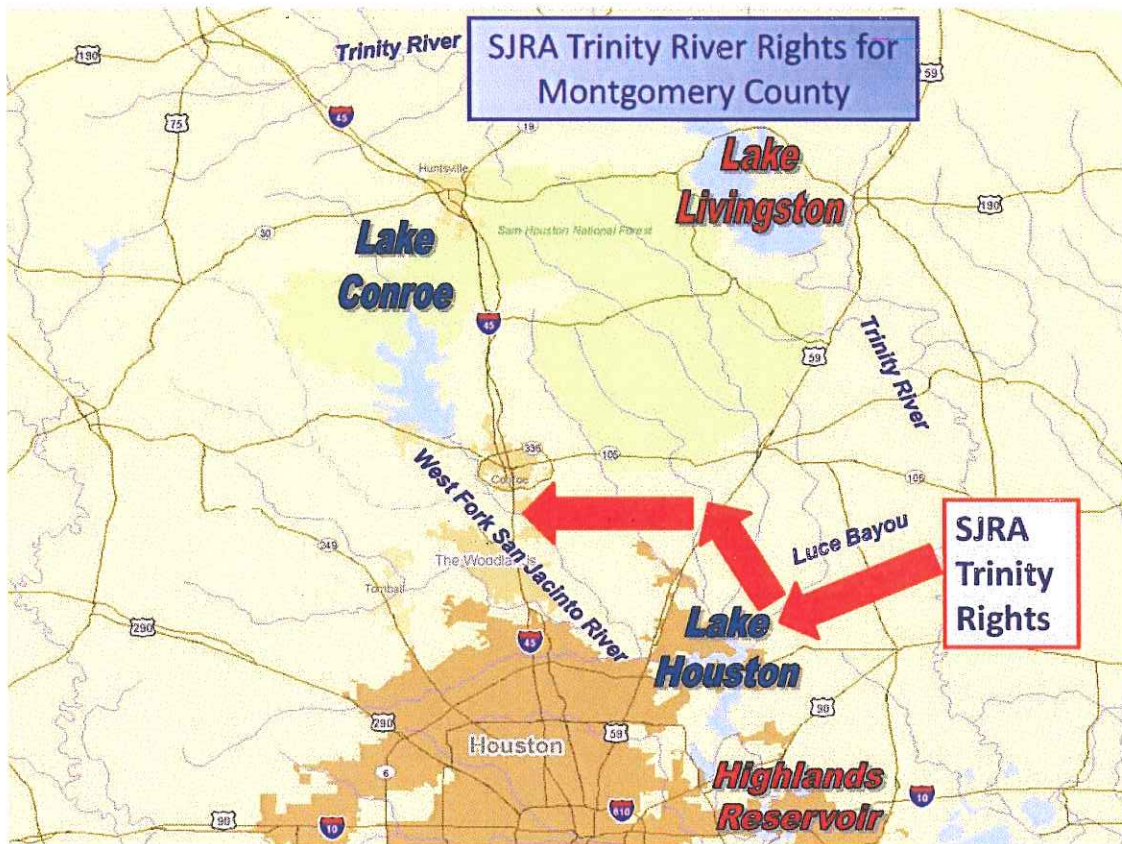 SJRA Trinity River Rights for
Montgomery County
Trinity River
190
75
45
59
19
Huntsville
Lake
Livingston
190
30
Sam Houston National Forest
Lake
Conroe
45
59
Trinity River
336
105
Conroe
105
West Fork San Jacinto River
Luce Bayou
SJRA
Trinity
Rights
249
The Woodlands
Tomball
290
45
Lake
Houston
290
59
90
Houston
6
Highlands
Reservoir
90
10
610
10